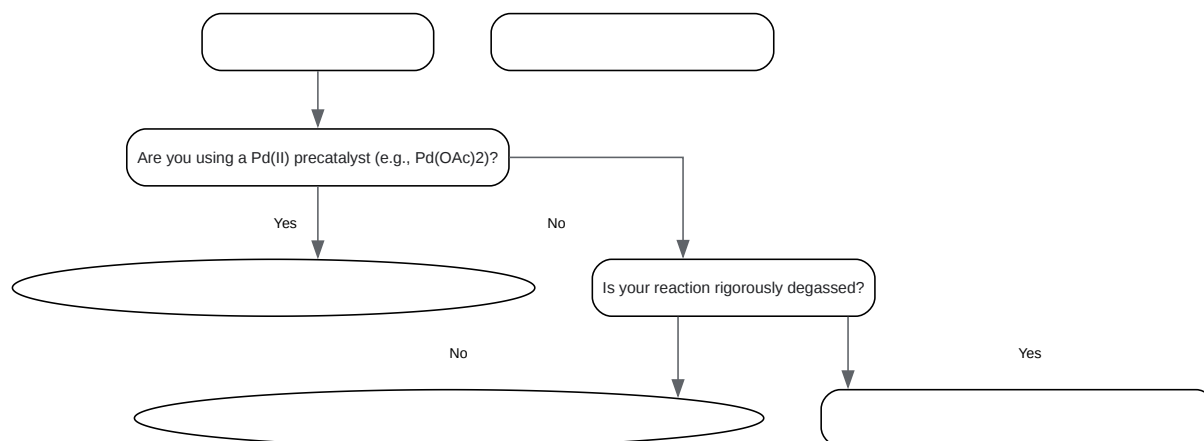 Are you using a Pd(II) precatalyst (e.g., Pd(OAc)2)?
Yes
No
Is your reaction rigorously degassed?
No
Yes